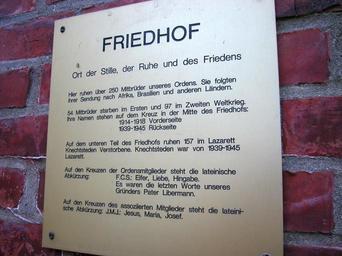 FRIEDHOF
Ort der Stille, der Ruhe und des Friedens
Hier ruhen über 250 Mitbrüder unseres Ordens. Sie folgten
ihrer Sendung nach Afrika, Brasilien und anderen Ländern.
54 Mitbrüder starben im Ersten und 97 im Zweiten Weltkrieg.
Ihre Namen stehen auf dem Kreuz in der Mitte des Friedhofs:
1914-1918 Vorderseite
1939-1945 Rückseite
Auf dem unteren Teil des Friedhofs ruhen 157 im Lazarett
Knechtsteden Verstorbene. Knechtsteden war von 1939-1945
Lazarett.
Auf den Kreuzen der Ordensmitglieder steht die lateinische
Abkürzung: F.C.S.: Eifer, Liebe, Hingabe.
Es waren die letzten Worte unseres
Gründers Pater Libermann.
Auf den Kreuzen des assoziierten Mitglieder steht die lateini-
sche Abkürzung: J.M.J.: Jesus, Maria, Josef.